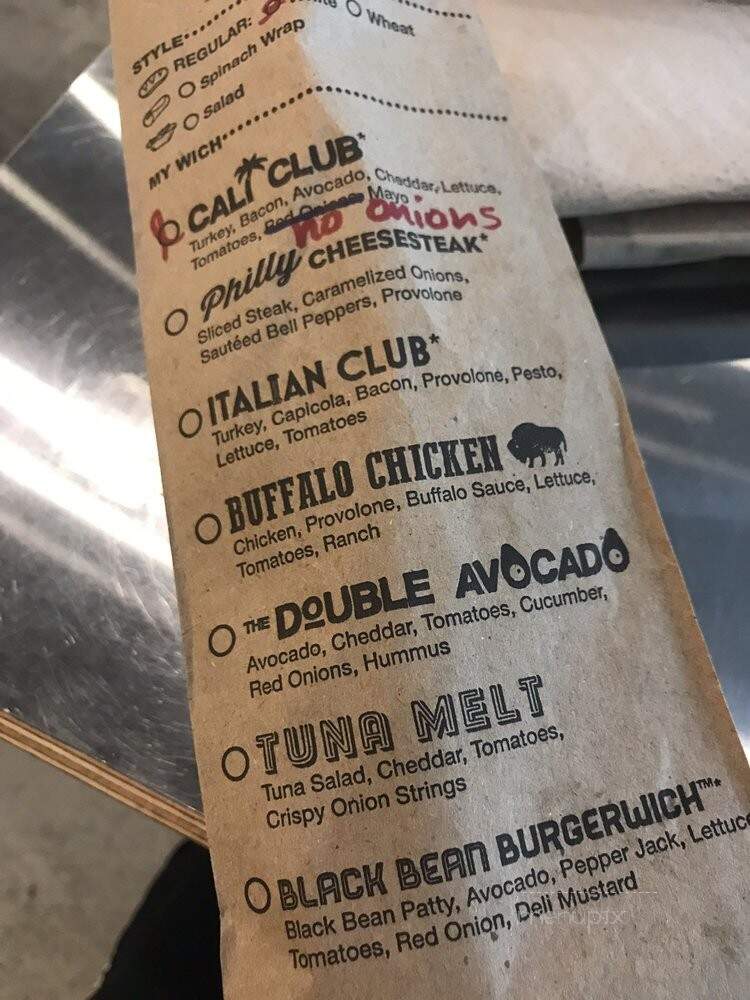 STYLE
REGULAR: Wheat
Spinach Wrap
Salad
MY WICH
CALI CLUB*
Turkey, Bacon, Avocado, Cheddar, Lettuce,
Tomatoes, Red Onions, Mayo
no onions
Philly CHEESESTEAK*
Sliced Steak, Caramelized Onions,
Sautéed Bell Peppers, Provolone
ITALIAN CLUB*
Turkey, Capicola, Bacon, Provolone, Pesto,
Lettuce, Tomatoes
BUFFALO CHICKEN
Chicken, Provolone, Buffalo Sauce, Lettuce,
Tomatoes, Ranch
THE DOUBLE AVOCADO
Avocado, Cheddar, Tomatoes, Cucumber,
Red Onions, Hummus
TUNA MELT
Tuna Salad, Cheddar, Tomatoes,
Crispy Onion Strings
BLACK BEAN BURGERWICH™*
Black Bean Patty, Avocado, Pepper Jack, Lettuce
Tomatoes, Red Onion, Deli Mustard
menupix